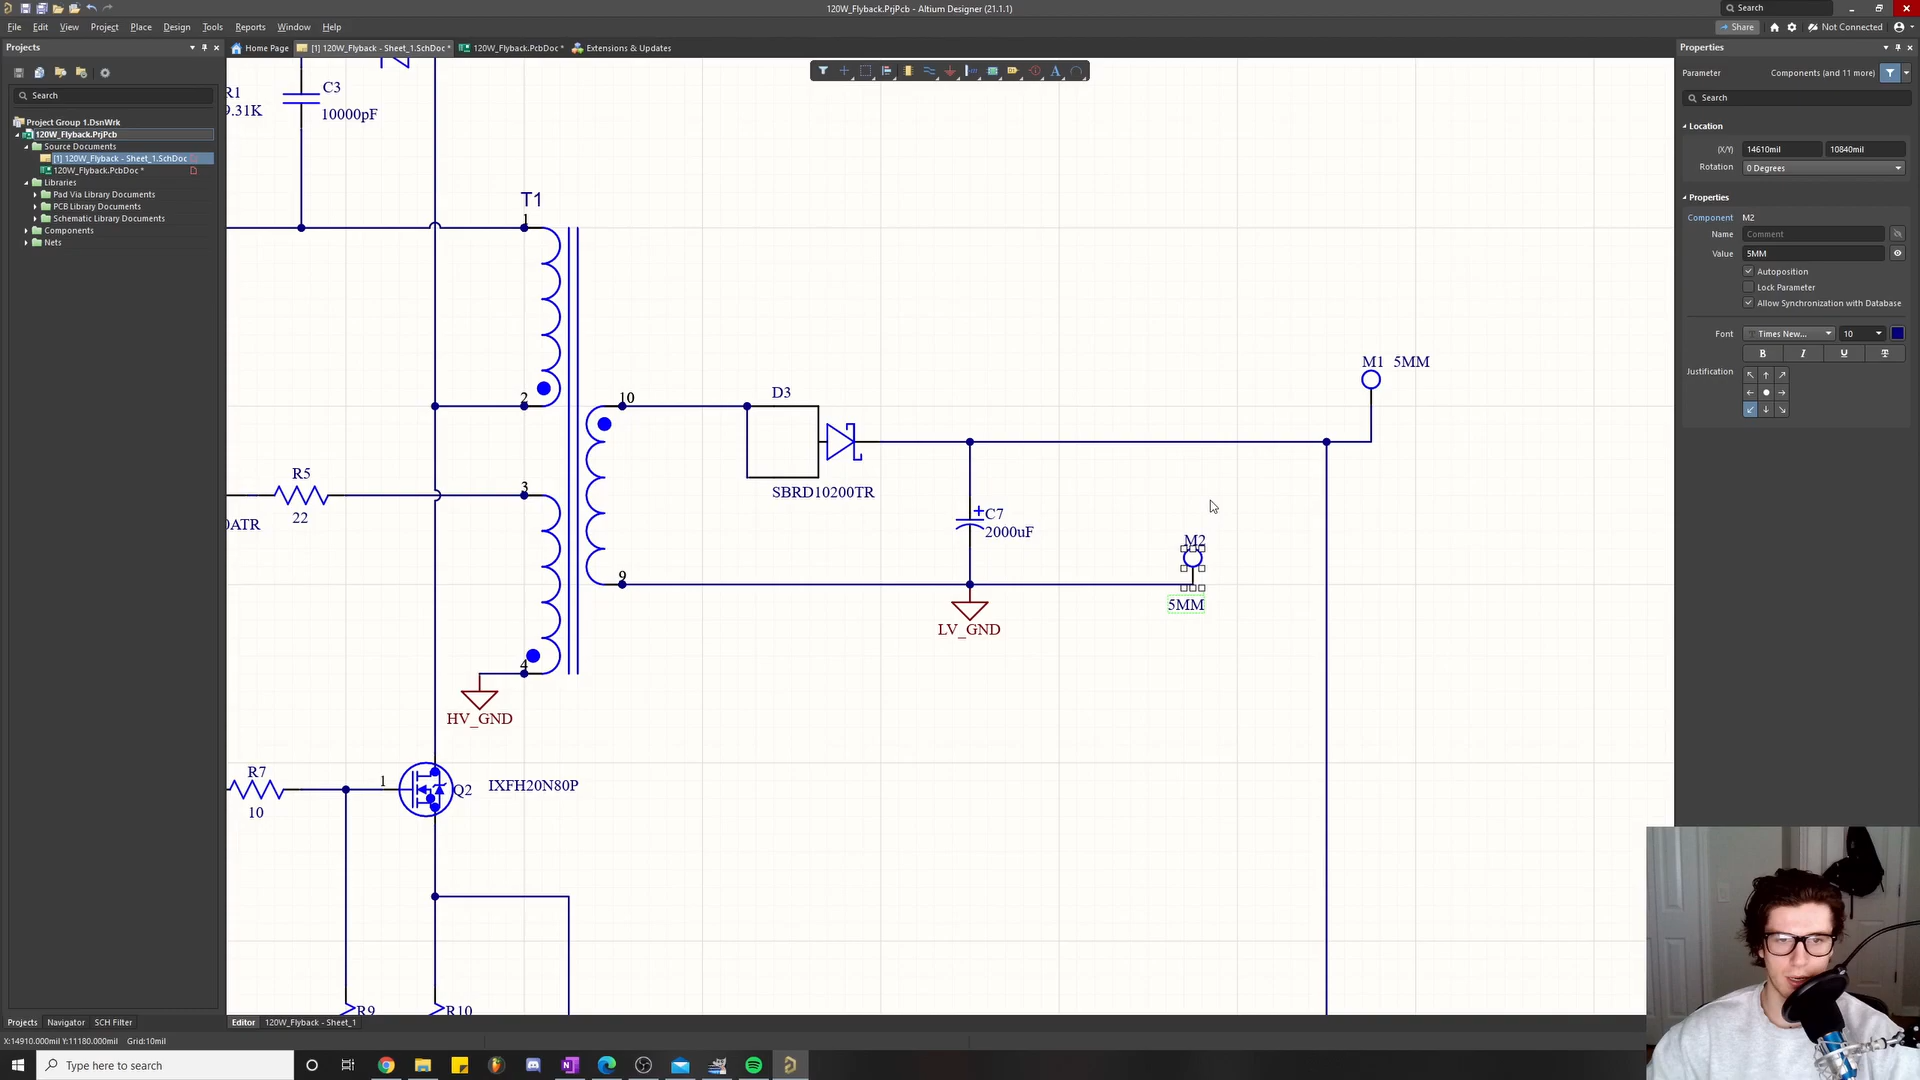 120W_Flyback.PrjPcb - Altium Designer (21.1.1)
Search
File Edit View Project Place Design Tools Reports Window Help
Share
Not Connected
Projects
Home Page
[1] 120W_Flyback - Sheet_1.SchDoc *
120W_Flyback.PcbDoc *
Extensions & Updates
Properties
Parameter
Components (and 11 more)
Search
Search
Project Group 1.DsnWrk
120W_Flyback.PrjPcb
Source Documents
[1] 120W_Flyback - Sheet_1.SchDoc
120W_Flyback.PcbDoc *
Libraries
Pad Via Library Documents
PCB Library Documents
Schematic Library Documents
Components
Nets
R1
9.31K
C3
10000pF
T1
1
2
3
4
10
9
R5
22
0ATR
D3
SBRD10200TR
C7
2000uF
M1 5MM
M2
5MM
LV_GND
HV_GND
R7
10
1
Q2
IXFH20N80P
R9
R10
Location
(X/Y)
14610mil
10840mil
Rotation
0 Degrees
Properties
Component
M2
Name
Comment
Value
5MM
Autoposition
Lock Parameter
Allow Synchronization with Database
Font
Times New...
10
B
I
U
T
Justification
Projects
Navigator
SCH Filter
Editor
120W_Flyback - Sheet_1
X:14910.000mil Y:11180.000mil Grid:10mil
Type here to search